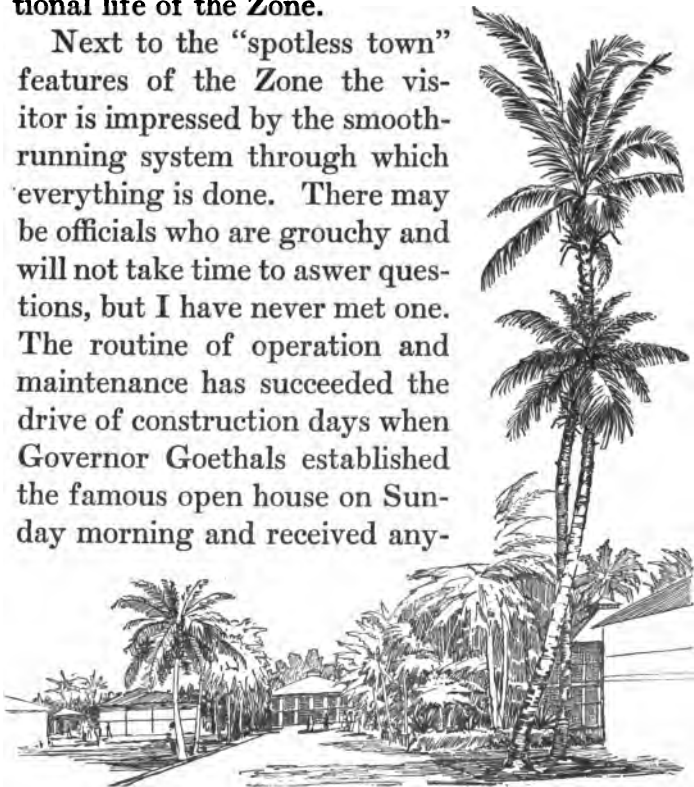 tional life of the Zone.
Next to the “spotless town”
features of the Zone the vis-
itor is impressed by the smooth-
running system through which
everything is done. There may
be officials who are grouchy and
will not take time to aswer ques-
tions, but I have never met one.
The routine of operation and
maintenance has succeeded the
drive of construction days when
Governor Goethals established
the famous open house on Sun-
day morning and received any-